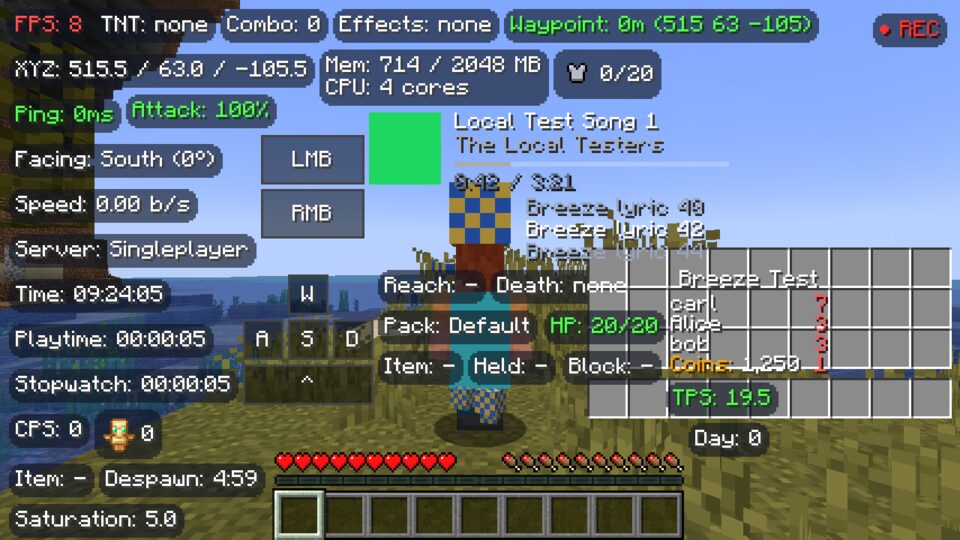 FPS: 8 TNT: none Combo: 0 Effects: none Waypoint: 0m (515 63 -105)
● REC
XYZ: 515.5 / 63.0 / -105.5
Mem: 714 / 2048 MB
CPU: 4 cores
0/20
Ping: 0ms
Attack: 100%
Local Test Song 1
The Local Testers
0:42 / 3:21
Facing: South (0°)
LMB
Speed: 0.00 b/s
RMB
Breeze lyric 40
Breeze lyric 42
Breeze lyric 44
Server: Singleplayer
Breeze Test
carl 7
Alice 3
bob 3
Coins: 1,250 1
TPS: 19.5
Day: 0
Time: 09:24:05
W
Reach: - Death: none
Playtime: 00:00:05
A S D
Pack: Default HP: 20/20
Item: - Held: - Block: -
Stopwatch: 00:00:05
^
CPS: 0
0
Item: - Despawn: 4:59
Saturation: 5.0